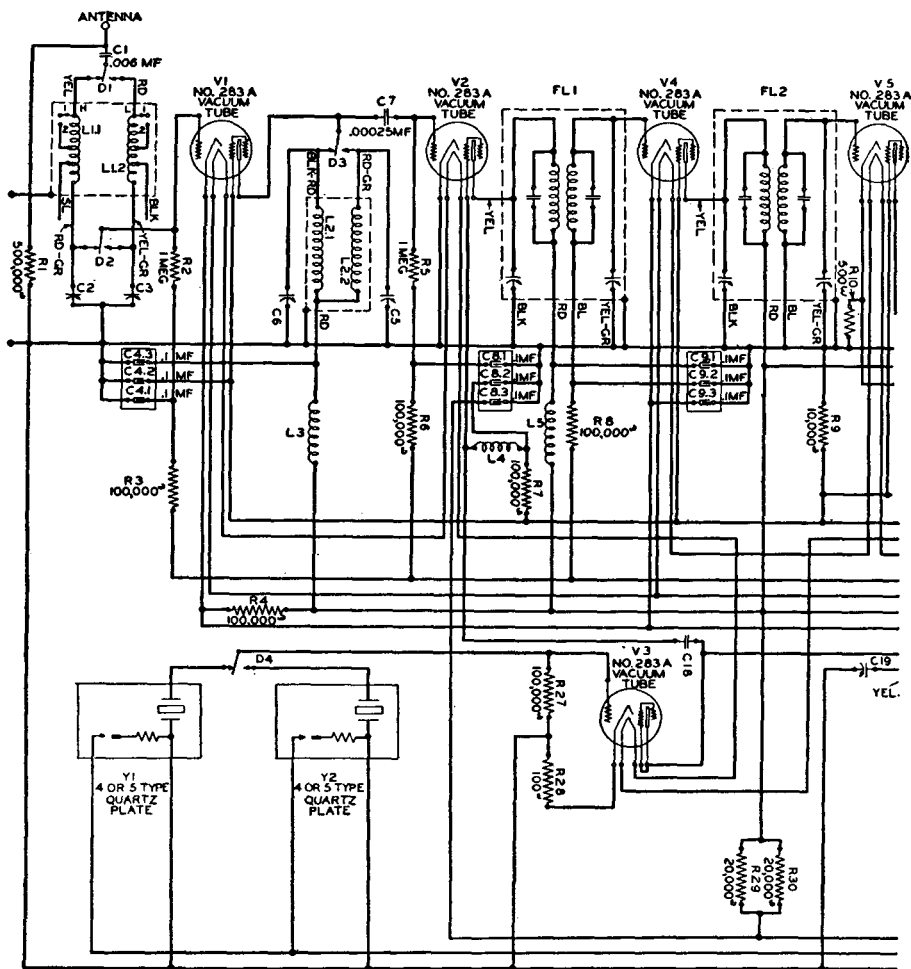 ANTENNA
C1
.006 MF
D1
YEL
RD
H
L
1
1
2
2
L1.1
L1.2
SL
BLK
RD-GR
YEL-GR
D2
C2
C3
R1
500,000ω
R2
1 MEG
V1
NO. 283 A
VACUUM
TUBE
C7
.00025MF
D3
BLK-RD
RD-GR
L2.1
L2.2
RD
C6
C5
R5
1 MEG
V2
NO. 283 A
VACUUM
TUBE
FL1
YEL
BLK
RD
BL
YEL-GR
V4
NO. 283 A
VACUUM
TUBE
FL2
YEL
BLK
RD
BL
YEL-GR
V5
NO. 283 A
VACUUM
TUBE
R10
500ω
C4.3 .1 MF
C4.2 .1 MF
C4.1 .1 MF
C8.1 .1MF
C8.2 .1MF
C8.3 .1MF
C9.1 .1MF
C9.2 .1MF
C9.3 .1MF
R3
100,000ω
L3
R6
100,000ω
L4
R7
100,000ω
L5
R8
100,000ω
R9
10,000ω
R4
100,000ω
D4
R27
100,000ω
R28
100ω
V3
NO. 283 A
VACUUM
TUBE
C18
C19
YEL.
Y1
4 OR 5 TYPE
QUARTZ
PLATE
Y2
4 OR 5 TYPE
QUARTZ
PLATE
R30
20,000ω
R29
20,000ω